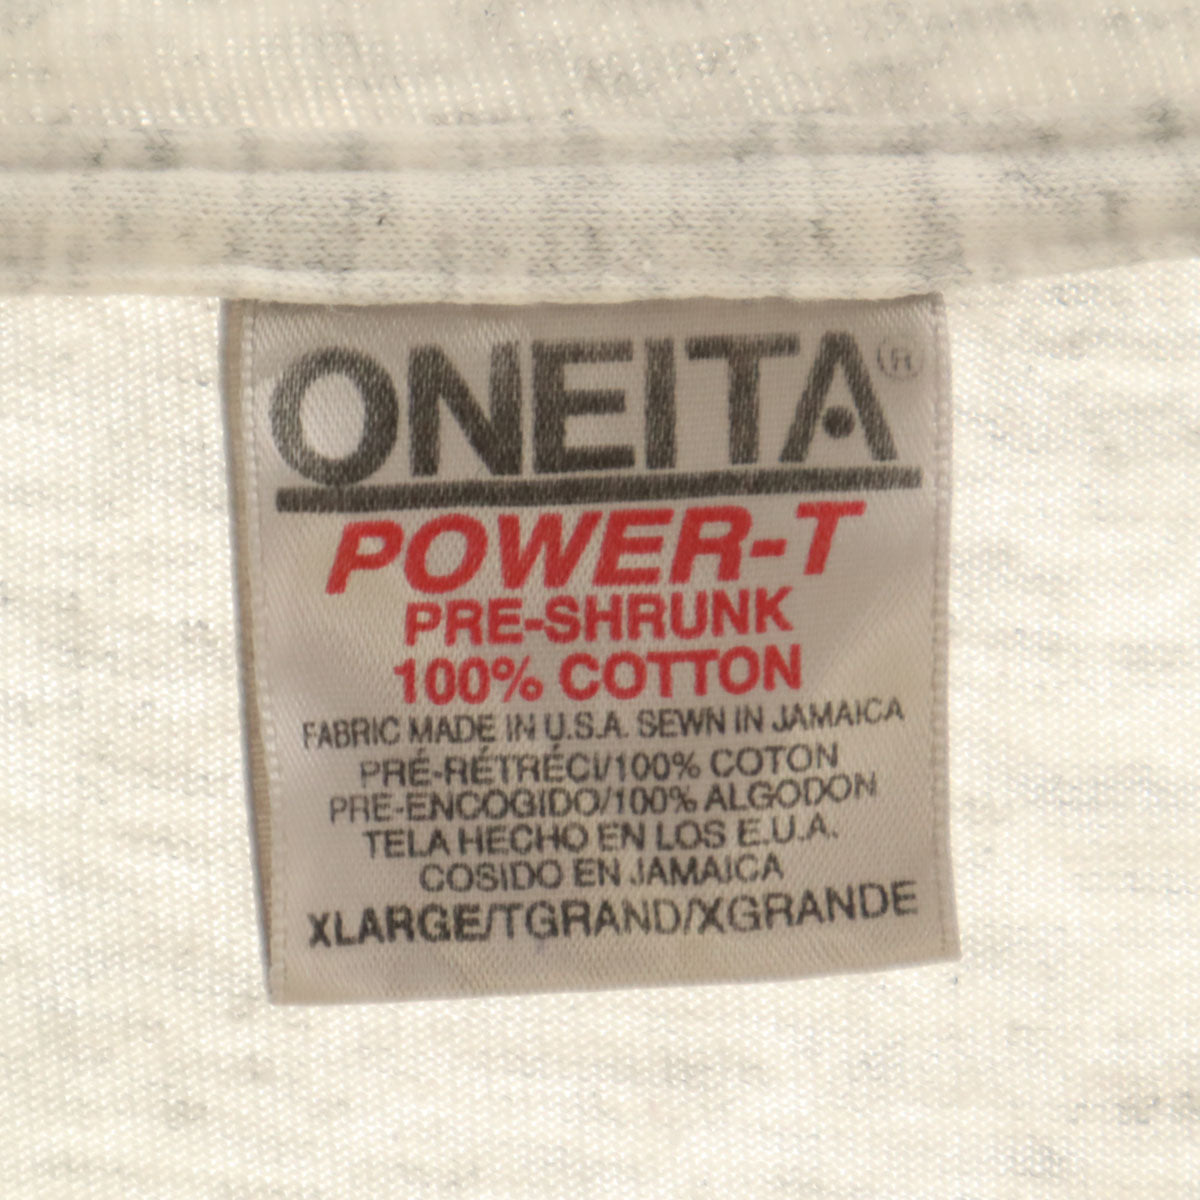 ONEITA®
POWER-T
PRE-SHRUNK
100% COTTON
FABRIC MADE IN U.S.A. SEWN IN JAMAICA
PRÉ-RÉTRÉCI/100% COTON
PRE-ENCOGIDO/100% ALGODON
TELA HECHO EN LOS E.U.A.
COSIDO EN JAMAICA
XLARGE/TGRAND/XGRANDE